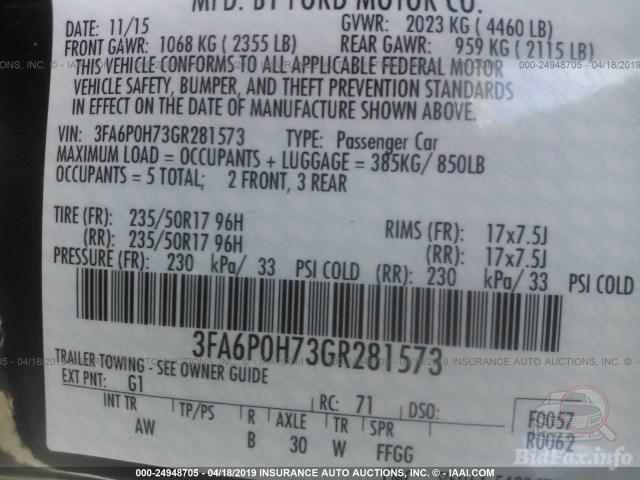 MFD. BY FORD MOTOR CO.
DATE: 11/15 GVWR: 2023 KG ( 4460 LB)
FRONT GAWR: 1068 KG ( 2355 LB) REAR GAWR: 959 KG ( 2115 LB)
000-24948705 - 04/18/2019
THIS VEHICLE CONFORMS TO ALL APPLICABLE FEDERAL MOTOR
VEHICLE SAFETY, BUMPER, AND THEFT PREVENTION STANDARDS
IN EFFECT ON THE DATE OF MANUFACTURE SHOWN ABOVE.
VIN: 3FA6P0H73GR281573 TYPE: Passenger Car
MAXIMUM LOAD = OCCUPANTS + LUGGAGE = 385KG/ 850LB
OCCUPANTS = 5 TOTAL; 2 FRONT, 3 REAR
TIRE (FR): 235/50R17 96H RIMS (FR): 17x7.5J
(RR): 235/50R17 96H (RR): 17x7.5J
PRESSURE (FR): 230 kPa/ 33 PSI COLD (RR): 230 kPa/ 33 PSI COLD
3FA6P0H73GR281573
TRAILER TOWING - SEE OWNER GUIDE
EXT PNT: G1 RC: 71 DSO: F0057
INT TR TP/PS R AXLE TR SPR R0062
AW B 30 W FFGG
BidFax.info
000-24948705 - 04/18/2019 INSURANCE AUTO AUCTIONS, INC. - IAAI.COM